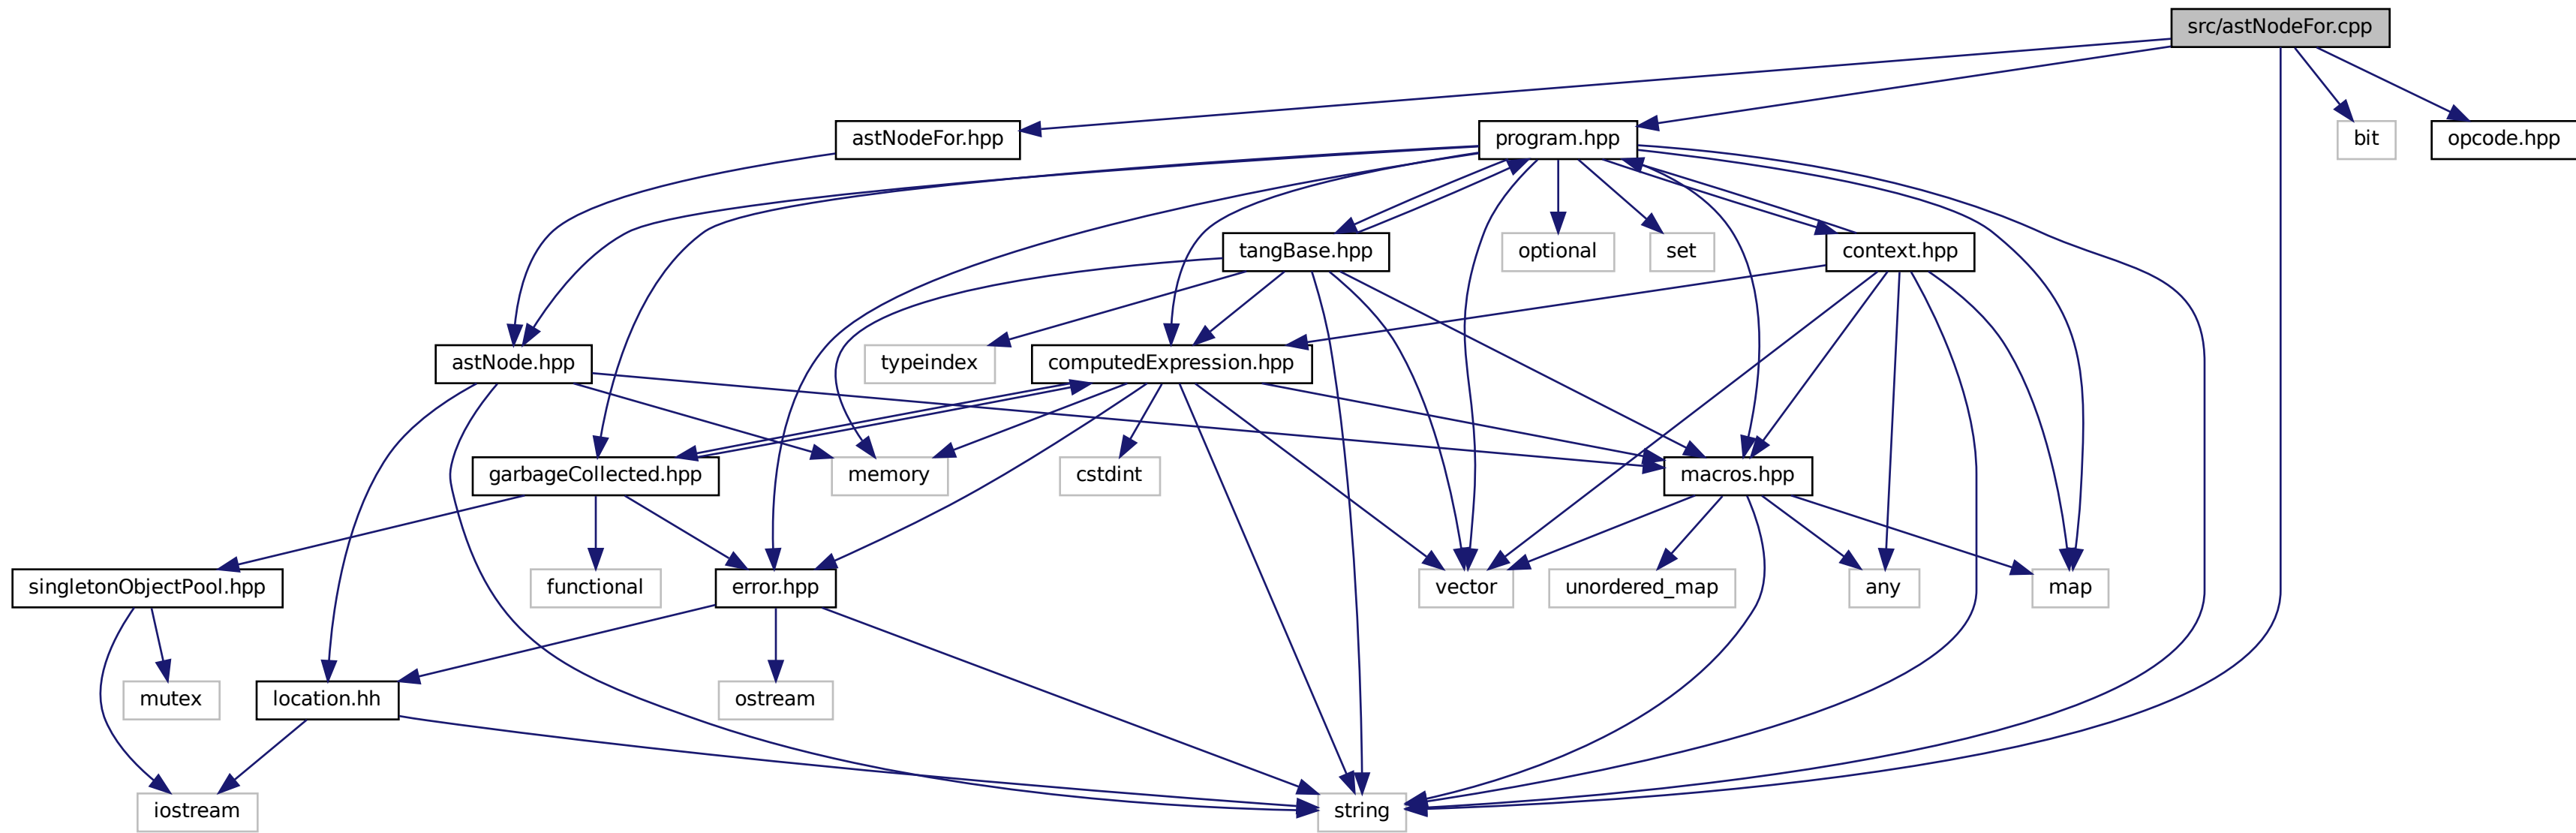 src/astNodeFor.cpp
astNodeFor.hpp
program.hpp
bit
opcode.hpp
tangBase.hpp
optional
set
context.hpp
astNode.hpp
typeindex
computedExpression.hpp
garbageCollected.hpp
memory
cstdint
macros.hpp
singletonObjectPool.hpp
functional
error.hpp
vector
unordered_map
any
map
mutex
location.hh
ostream
iostream
string